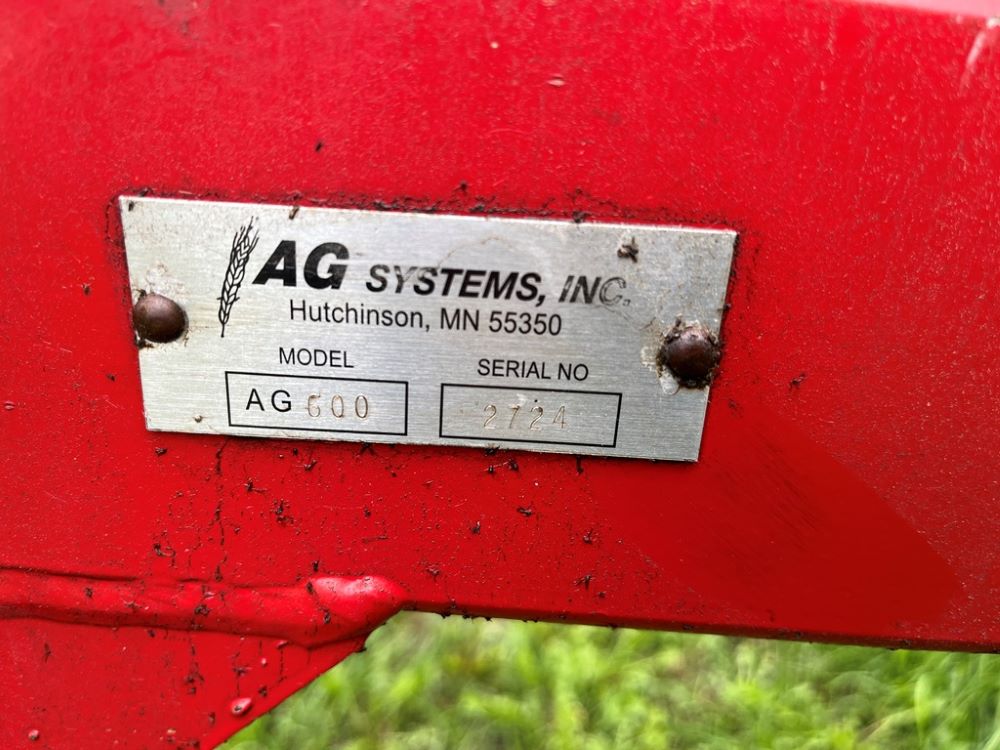 AG SYSTEMS, INC.
Hutchinson, MN 55350
MODEL
SERIAL NO
AG 600
2724